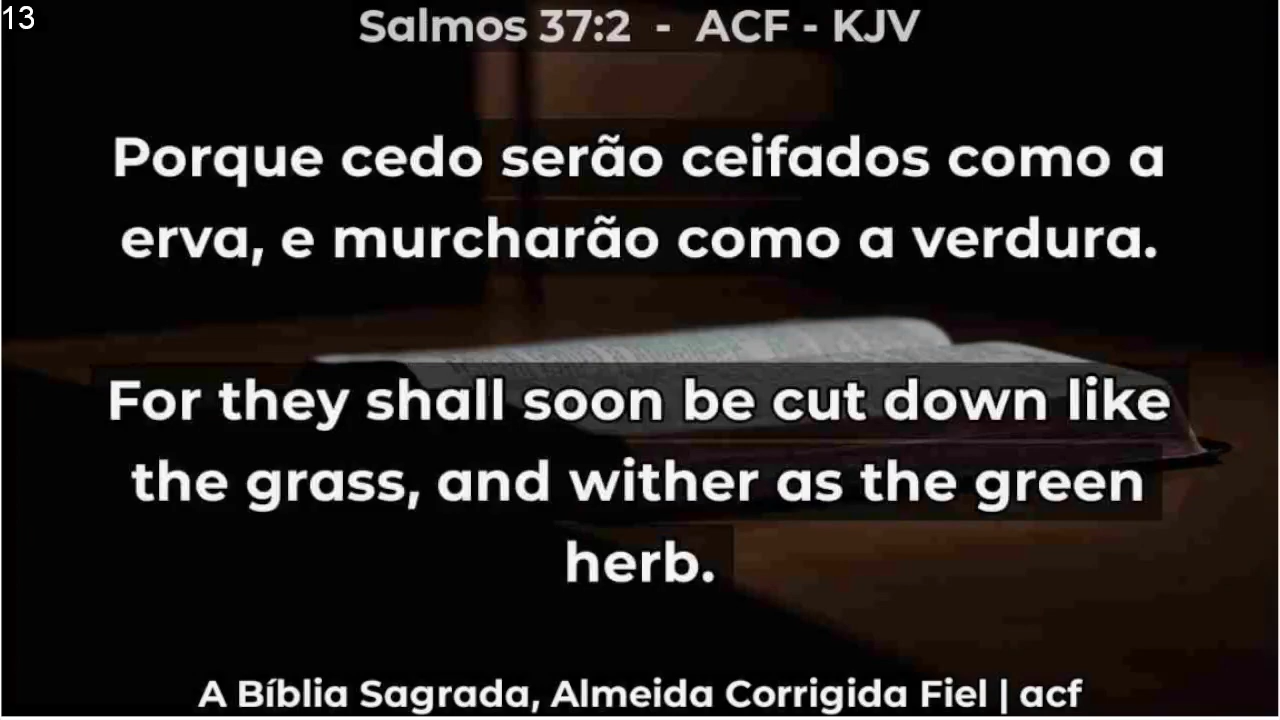 13
Salmos 37:2 - ACF - KJV
Porque cedo serão ceifados como a
erva, e murcharão como a verdura.
For they shall soon be cut down like
the grass, and wither as the green
herb.
A Bíblia Sagrada, Almeida Corrigida Fiel | acf